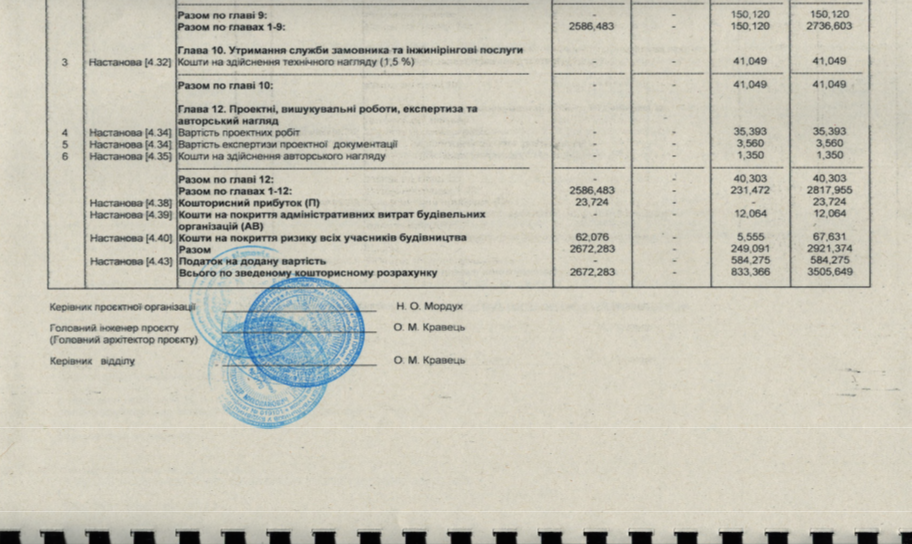 Разом по главі 9: - - 150,120 150,120
Разом по главах 1-9: 2586,483 - 150,120 2736,603
Глава 10. Утримання служби замовника та інжинірінгові послуги
3 Настанова [4.32] Кошти на здійснення технічного нагляду (1,5 %) - - 41,049 41,049
Разом по главі 10: - - 41,049 41,049
Глава 12. Проектні, вишукувальні роботи, експертиза та
авторський нагляд
4 Настанова [4.34] Вартість проектних робіт - - 35,393 35,393
5 Настанова [4.34] Вартість експертизи проектної документації - - 3,560 3,560
6 Настанова [4.35] Кошти на здійснення авторського нагляду - - 1,350 1,350
Разом по главі 12: - - 40,303 40,303
Разом по главах 1-12: 2586,483 - 231,472 2817,955
Настанова [4.38] Кошторисний прибуток (П) 23,724 - - 23,724
Настанова [4.39] Кошти на покриття адміністративних витрат будівельних - - 12,064 12,064
організацій (АВ)
Настанова [4.40] Кошти на покриття ризику всіх учасників будівництва 62,076 - 5,555 67,631
Разом 2672,283 - 249,091 2921,374
Настанова [4.43] Податок на додану вартість - - 584,275 584,275
Всього по зведеному кошторисному розрахунку 2672,283 - 833,366 3505,649
Керівник проєктної організації Н. О. Мордух
Головний інженер проєкту О. М. Кравець
(Головний архітектор проєкту)
Керівник відділу О. М. Кравець